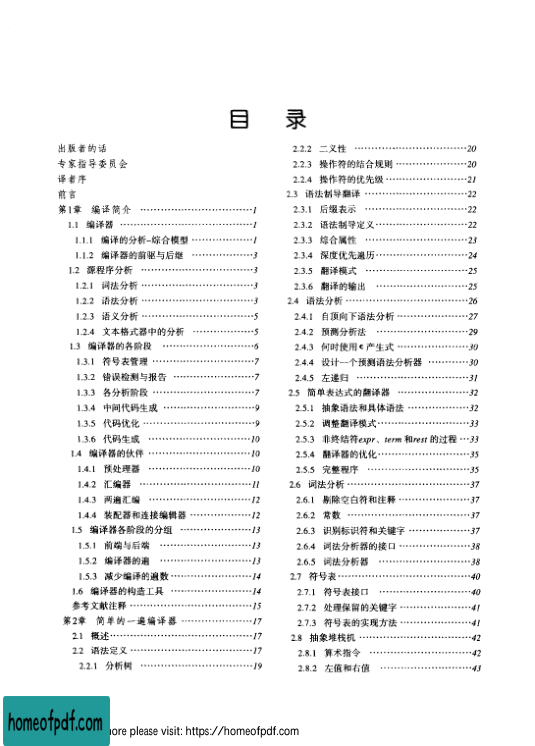 目 录
出版者的话
专家指导委员会
译者序
前言
第1章 编译简介 ································1
1.1 编译器 ································1
1.1.1 编译的分析-综合模型 ················1
1.1.2 编译器的前驱与后继 ················3
1.2 源程序分析 ································3
1.2.1 词法分析 ································3
1.2.2 语法分析 ································3
1.2.3 语义分析 ································5
1.2.4 文本格式器中的分析 ················5
1.3 编译器的各阶段 ························6
1.3.1 符号表管理 ························7
1.3.2 错误检测与报告 ························7
1.3.3 各分析阶段 ························7
1.3.4 中间代码生成 ························9
1.3.5 代码优化 ································9
1.3.6 代码生成 ································10
1.4 编译器的伙伴 ························10
1.4.1 预处理器 ································10
1.4.2 汇编器 ································11
1.4.3 两遍汇编 ································12
1.4.4 装配器和连接编辑器 ················12
1.5 编译器各阶段的分组 ················13
1.5.1 前端与后端 ························13
1.5.2 编译器的遍 ························13
1.5.3 减少编译的遍数 ························14
1.6 编译器的构造工具 ················14
参考文献注释 ································15
第2章 简单的一遍编译器 ················17
2.1 概述 ································17
2.2 语法定义 ································17
2.2.1 分析树 ································19
2.2.2 二义性 ································20
2.2.3 操作符的结合规则 ················20
2.2.4 操作符的优先级 ················21
2.3 语法制导翻译 ························22
2.3.1 后缀表示 ································22
2.3.2 语法制导定义 ························22
2.3.3 综合属性 ································23
2.3.4 深度优先遍历 ························24
2.3.5 翻译模式 ································25
2.3.6 翻译的输出 ························25
2.4 语法分析 ································26
2.4.1 自顶向下语法分析 ················27
2.4.2 预测分析法 ························29
2.4.3 何时使用ϵ产生式 ················30
2.4.4 设计一个预测语法分析器 ········30
2.4.5 左递归 ································31
2.5 简单表达式的翻译器 ················32
2.5.1 抽象语法和具体语法 ················32
2.5.2 调整翻译模式 ························33
2.5.3 非终结符expr、term和rest的过程 ···33
2.5.4 翻译器的优化 ························35
2.5.5 完整程序 ································35
2.6 词法分析 ································37
2.6.1 剔除空白符和注释 ················37
2.6.2 常数 ································37
2.6.3 识别标识符和关键字 ················37
2.6.4 词法分析器的接口 ················38
2.6.5 词法分析器 ························38
2.7 符号表 ································40
2.7.1 符号表接口 ························40
2.7.2 处理保留的关键字 ················41
2.7.3 符号表的实现方法 ················41
2.8 抽象堆栈机 ························42
2.8.1 算术指令 ································42
2.8.2 左值和右值 ························43
homeofpdf.com
ore please visit: https://homeofpdf.com